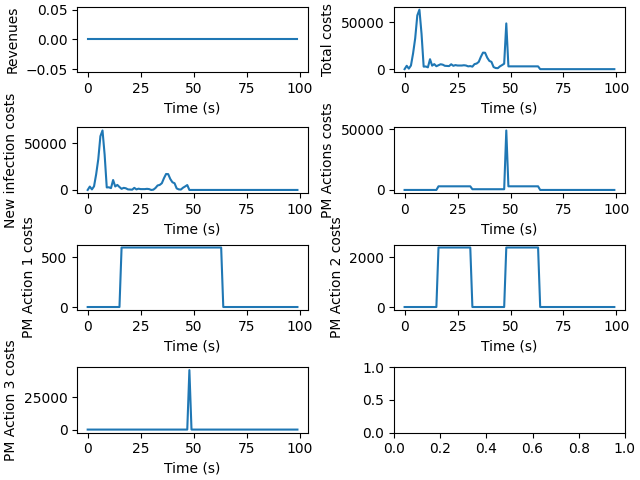 Revenues
0.05
0.00
−0.05
0 25 50 75 100
Time (s)
Total costs
50000
0
0 25 50 75 100
Time (s)
New infection costs
50000
0
0 25 50 75 100
Time (s)
PM Actions costs
50000
0
0 25 50 75 100
Time (s)
PM Action 1 costs
500
0
0 25 50 75 100
Time (s)
PM Action 2 costs
2000
0
0 25 50 75 100
Time (s)
PM Action 3 costs
25000
0
0 25 50 75 100
Time (s)
1.0
0.5
0.0
0.0 0.2 0.4 0.6 0.8 1.0